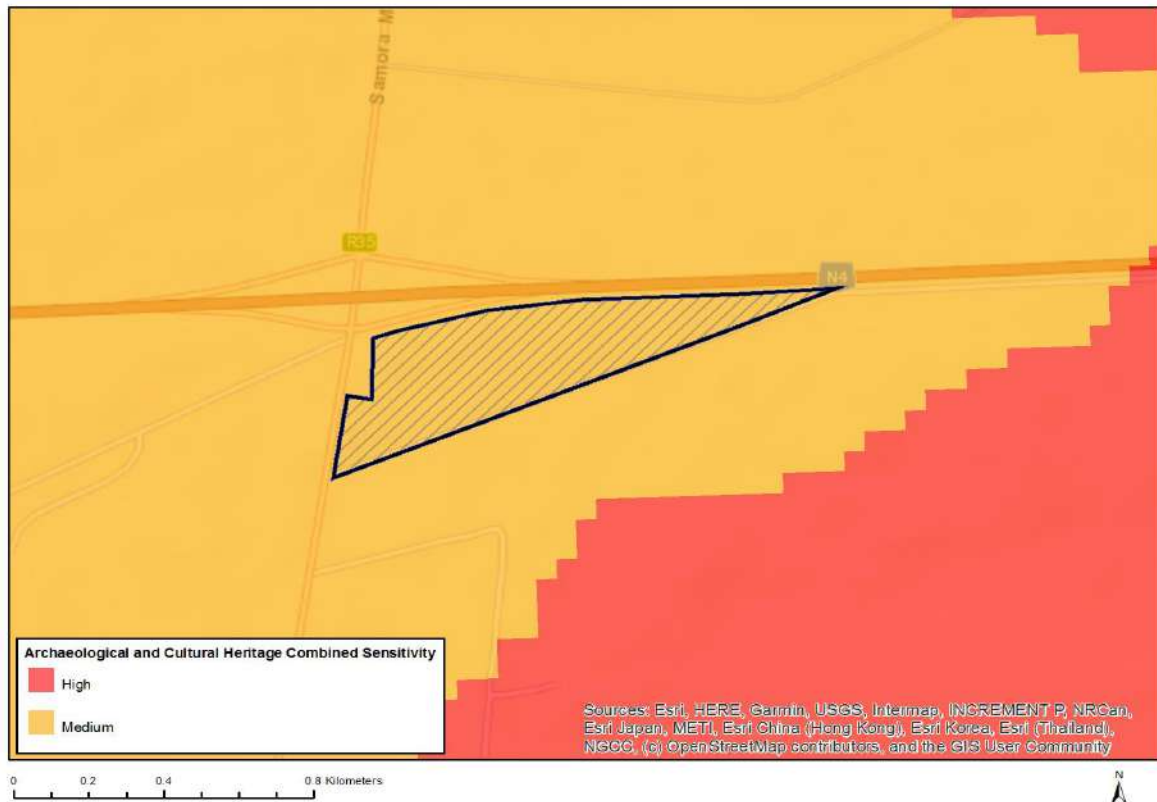 Samora M
R35
N4
Archaeological and Cultural Heritage Combined Sensitivity
High
Medium
Sources: Esri, HERE, Garmin, USGS, Intermap, INCREMENT P, NRCan,
Esri Japan, METI, Esri China (Hong Kong), Esri Korea, Esri (Thailand),
NGCC, (c) OpenStreetMap contributors, and the GIS User Community
0 0.2 0.4 0.8 Kilometers
N